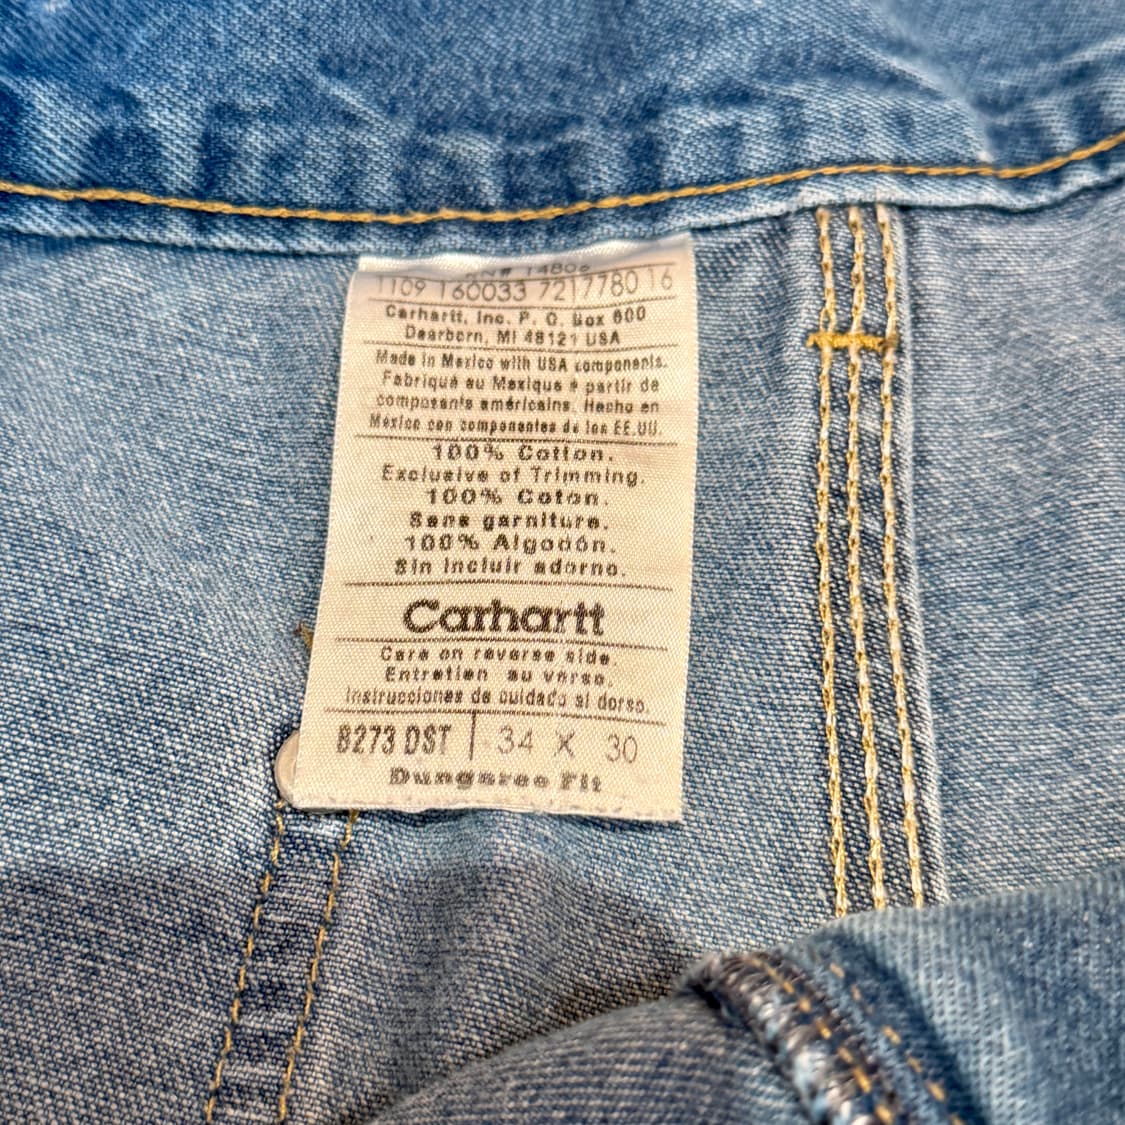 RN# 14806
1109 160033 7217780 16
Carhartt, Inc. P. O. Box 600
Dearborn, MI 48121 USA
Made in Mexico with USA components.
Fabriqué au Mexique à partir de
composants américains. Hecho en
México con componentes de los EE.UU.
100% Cotton.
Exclusive of Trimming.
100% Coton.
Sans garniture.
100% Algodón.
Sin incluir adorno.
Carhartt
Care on reverse side.
Entretien au verso.
Instrucciones de cuidado al dorso.
B273 DST 34 X 30
Dungaree Fit